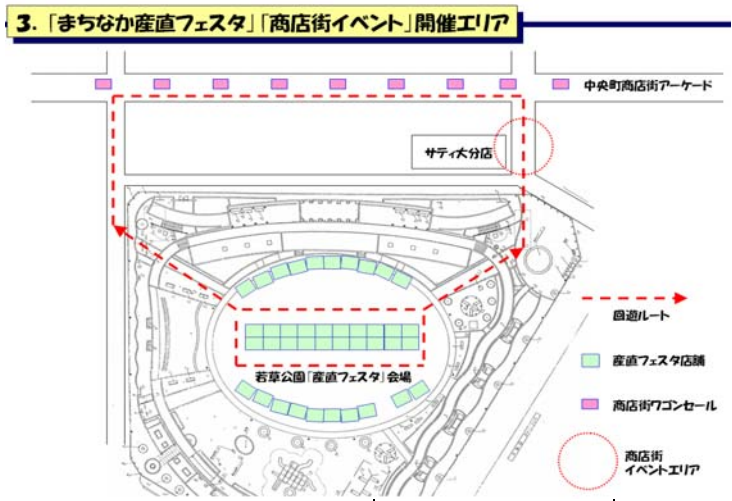 3. 「まちなか産直フェスタ」「商店街イベント」開催エリア
中央町商店街アーケード
サティ大分店
回遊ルート
産直フェスタ店舗
若草公園「産直フェスタ」会場
商店街ワゴンセール
商店街
イベントエリア